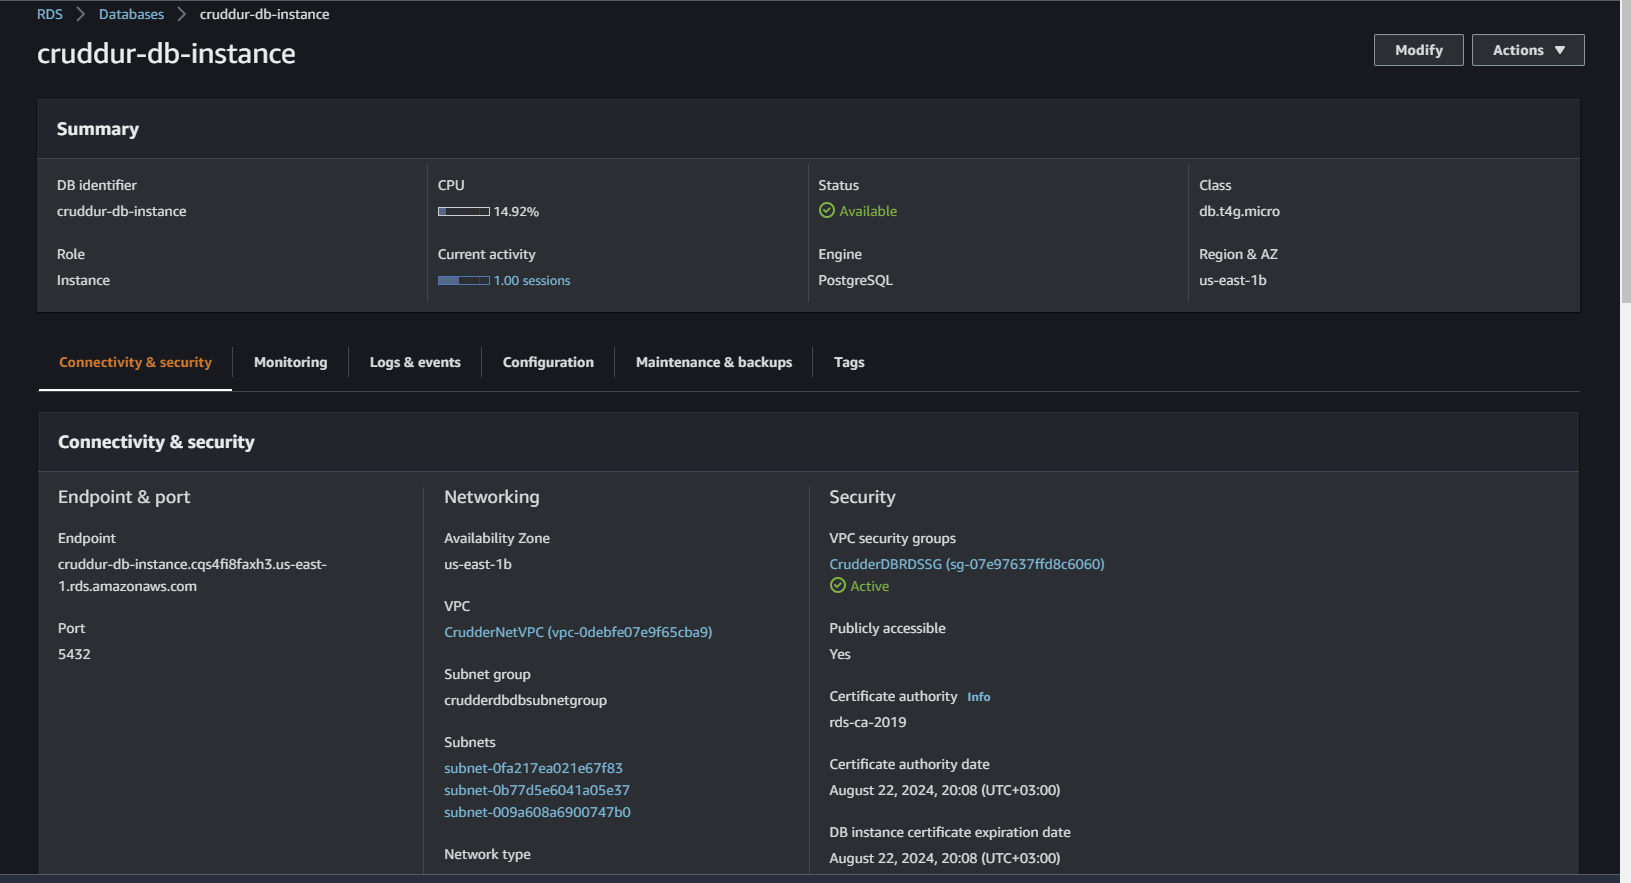 RDS > Databases > cruddur-db-instance
cruddur-db-instance
Modify
Actions
Summary
DB identifier
cruddur-db-instance
Role
Instance
CPU
14.92%
Current activity
1.00 sessions
Status
Available
Engine
PostgreSQL
Class
db.t4g.micro
Region & AZ
us-east-1b
Connectivity & security
Monitoring
Logs & events
Configuration
Maintenance & backups
Tags
Connectivity & security
Endpoint & port
Endpoint
cruddur-db-instance.cqs4fi8faxh3.us-east-
1.rds.amazonaws.com
Port
5432
Networking
Availability Zone
us-east-1b
VPC
CrudderNetVPC (vpc-0debfe07e9f65cba9)
Subnet group
crudderdbdbsubnetgroup
Subnets
subnet-0fa217ea021e67f83
subnet-0b77d5e6041a05e37
subnet-009a608a6900747b0
Network type
Security
VPC security groups
CrudderDBRDSSG (sg-07e97637ffd8c6060)
Active
Publicly accessible
Yes
Certificate authority Info
rds-ca-2019
Certificate authority date
August 22, 2024, 20:08 (UTC+03:00)
DB instance certificate expiration date
August 22, 2024, 20:08 (UTC+03:00)